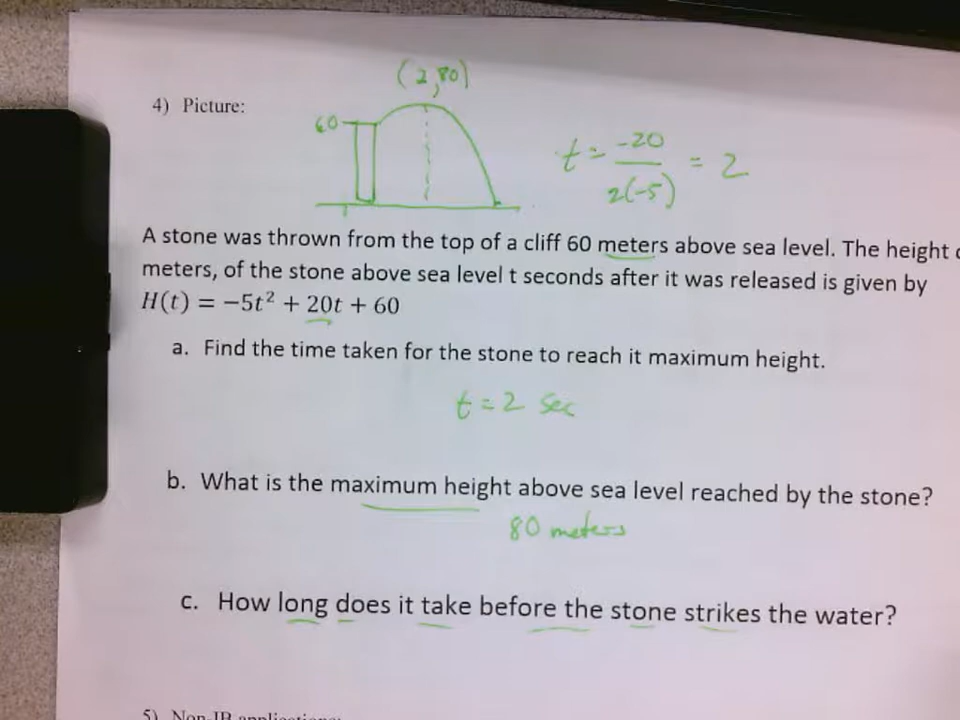 (2,80)
4) Picture:
60
t = -20 / 2(-5) = 2
A stone was thrown from the top of a cliff 60 meters above sea level. The height
meters, of the stone above sea level t seconds after it was released is given by
H(t) = −5t² + 20t + 60
a. Find the time taken for the stone to reach it maximum height.
t = 2 sec
b. What is the maximum height above sea level reached by the stone?
80 meters
c. How long does it take before the stone strikes the water?
5) Non-IB applications: